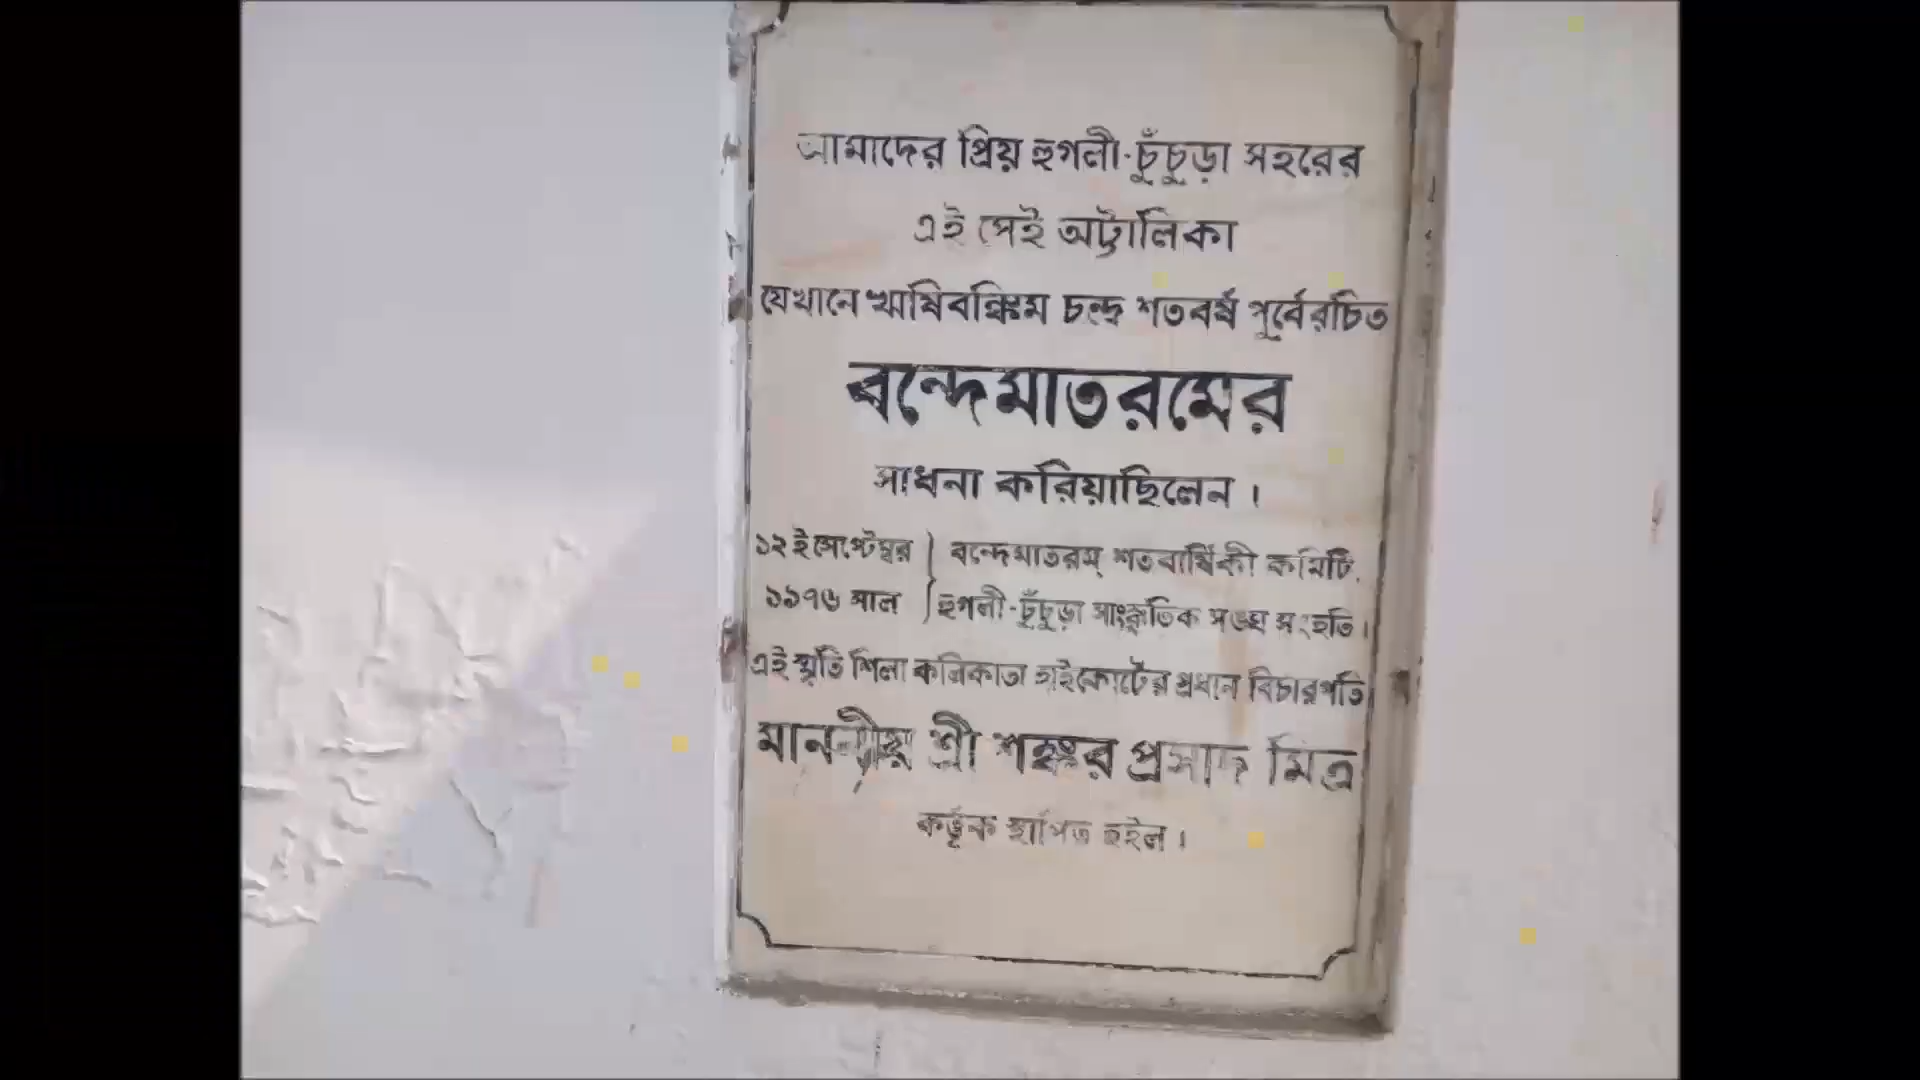 আমাদের প্রিয় হুগলী-চুঁচুড়া সহরের
এই সেই অট্টালিকা
যেখানে ঋষিবঙ্কিম চন্দ্র শতবর্ষ পূর্বে রচিত
বন্দেমাতরমের
সাধনা করিয়াছিলেন ।
১২ই সেপ্টেম্বর } বন্দেমাতরম্ শতবার্ষিকী কমিটি.
১৯৭৬ সাল } হুগলী-চুঁচুড়া সাংস্কৃতিক সঙ্ঘ সংহতি ।
এই স্মৃতি শিলা কলিকাতা হাইকোর্টের প্রধান বিচারপতি
মাননীয় শ্রী শঙ্কর প্রসাদ মিত্র
কর্তৃক স্থাপিত হইল ।